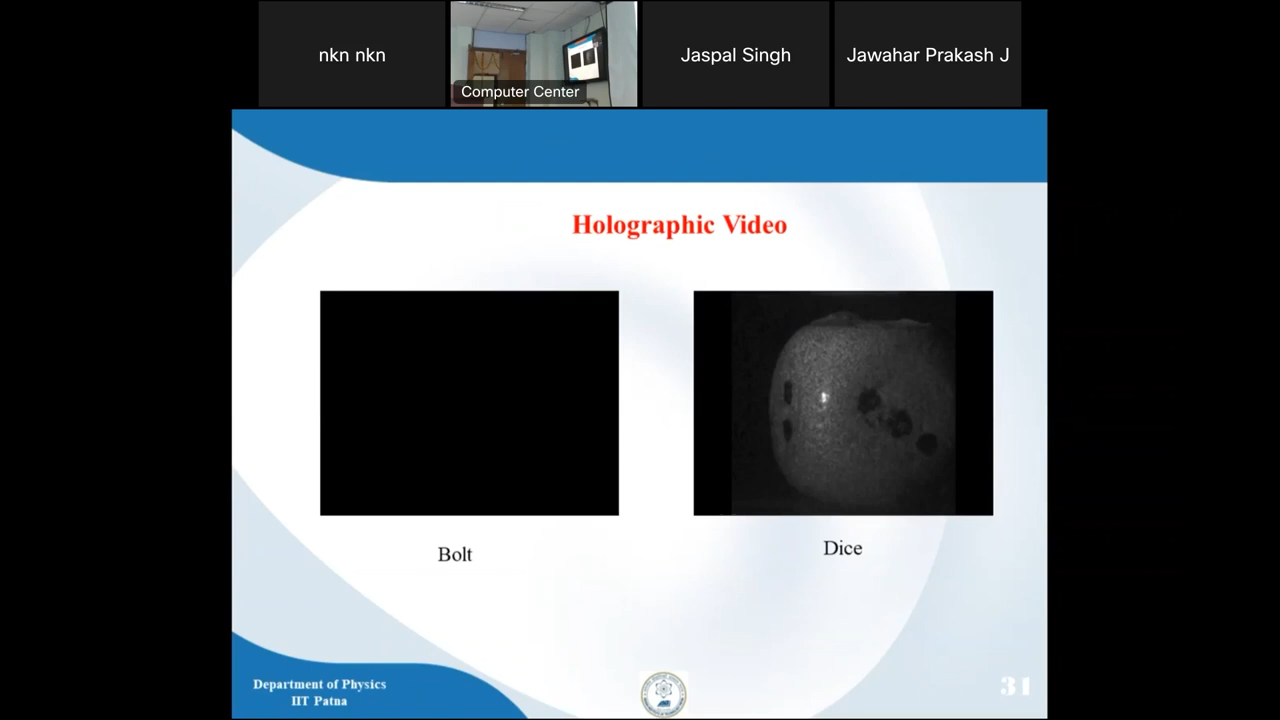 nkn nkn
Computer Center
Jaspal Singh
Jawahar Prakash J
Holographic Video
Bolt
Dice
Department of Physics
IIT Patna
31